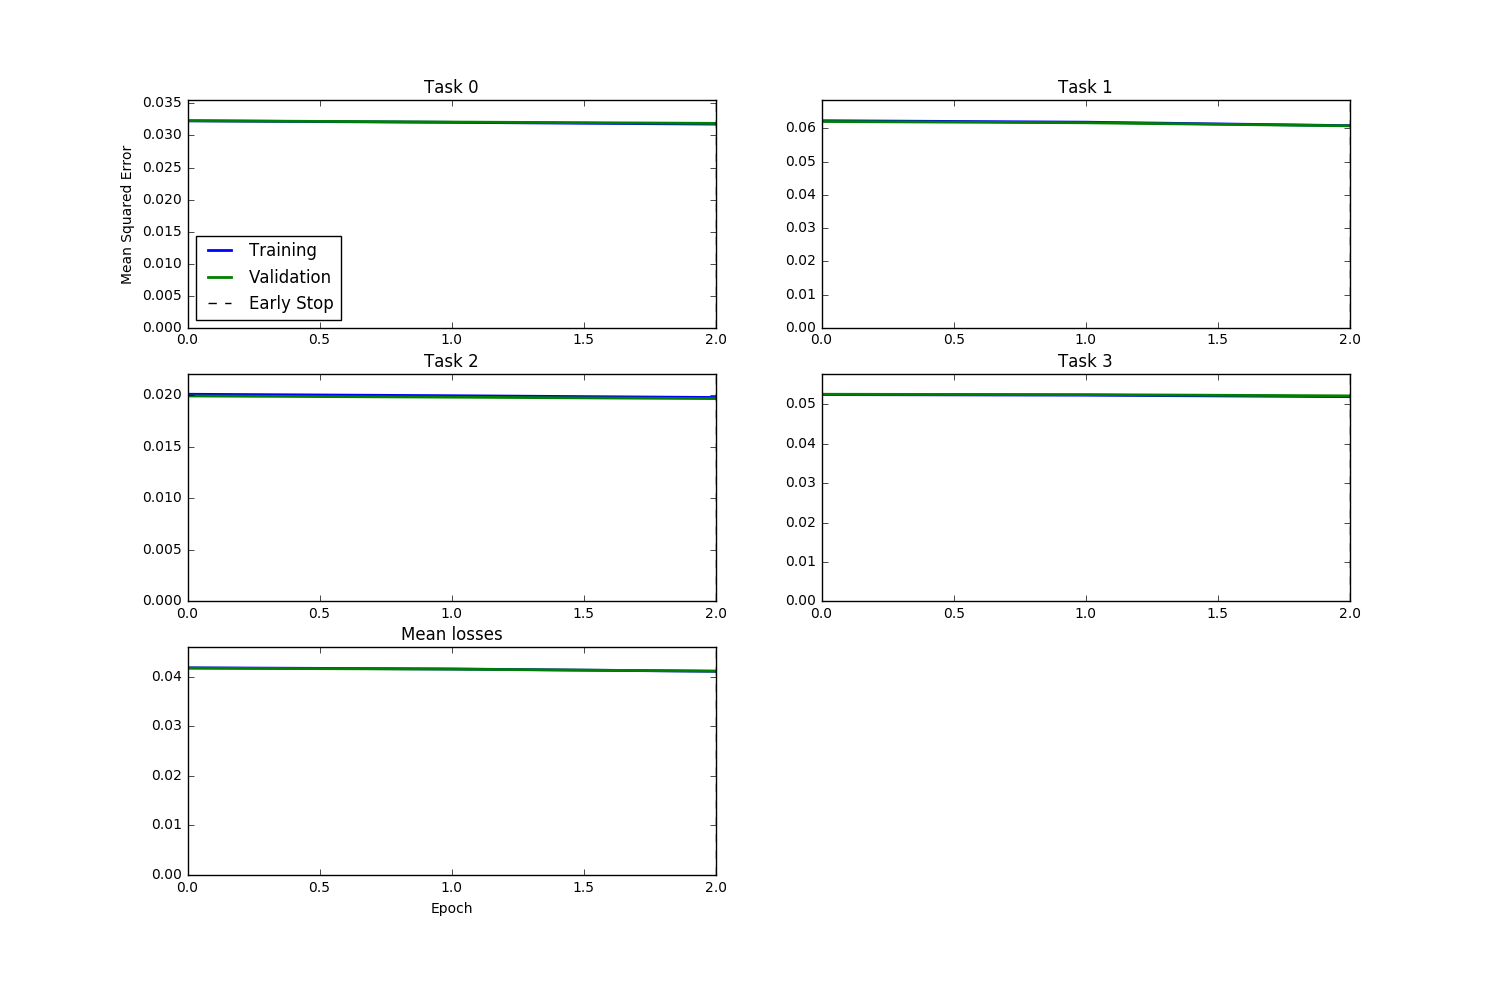 Task 0
0.035
0.030
0.025
0.020
0.015
0.010
0.005
0.000
Mean Squared Error
Training
Validation
Early Stop
0.0 0.5 1.0 1.5 2.0
Task 1
0.06
0.05
0.04
0.03
0.02
0.01
0.00
0.0 0.5 1.0 1.5 2.0
Task 2
0.020
0.015
0.010
0.005
0.000
0.0 0.5 1.0 1.5 2.0
Task 3
0.05
0.04
0.03
0.02
0.01
0.00
0.0 0.5 1.0 1.5 2.0
Mean losses
0.04
0.03
0.02
0.01
0.00
0.0 0.5 1.0 1.5 2.0
Epoch